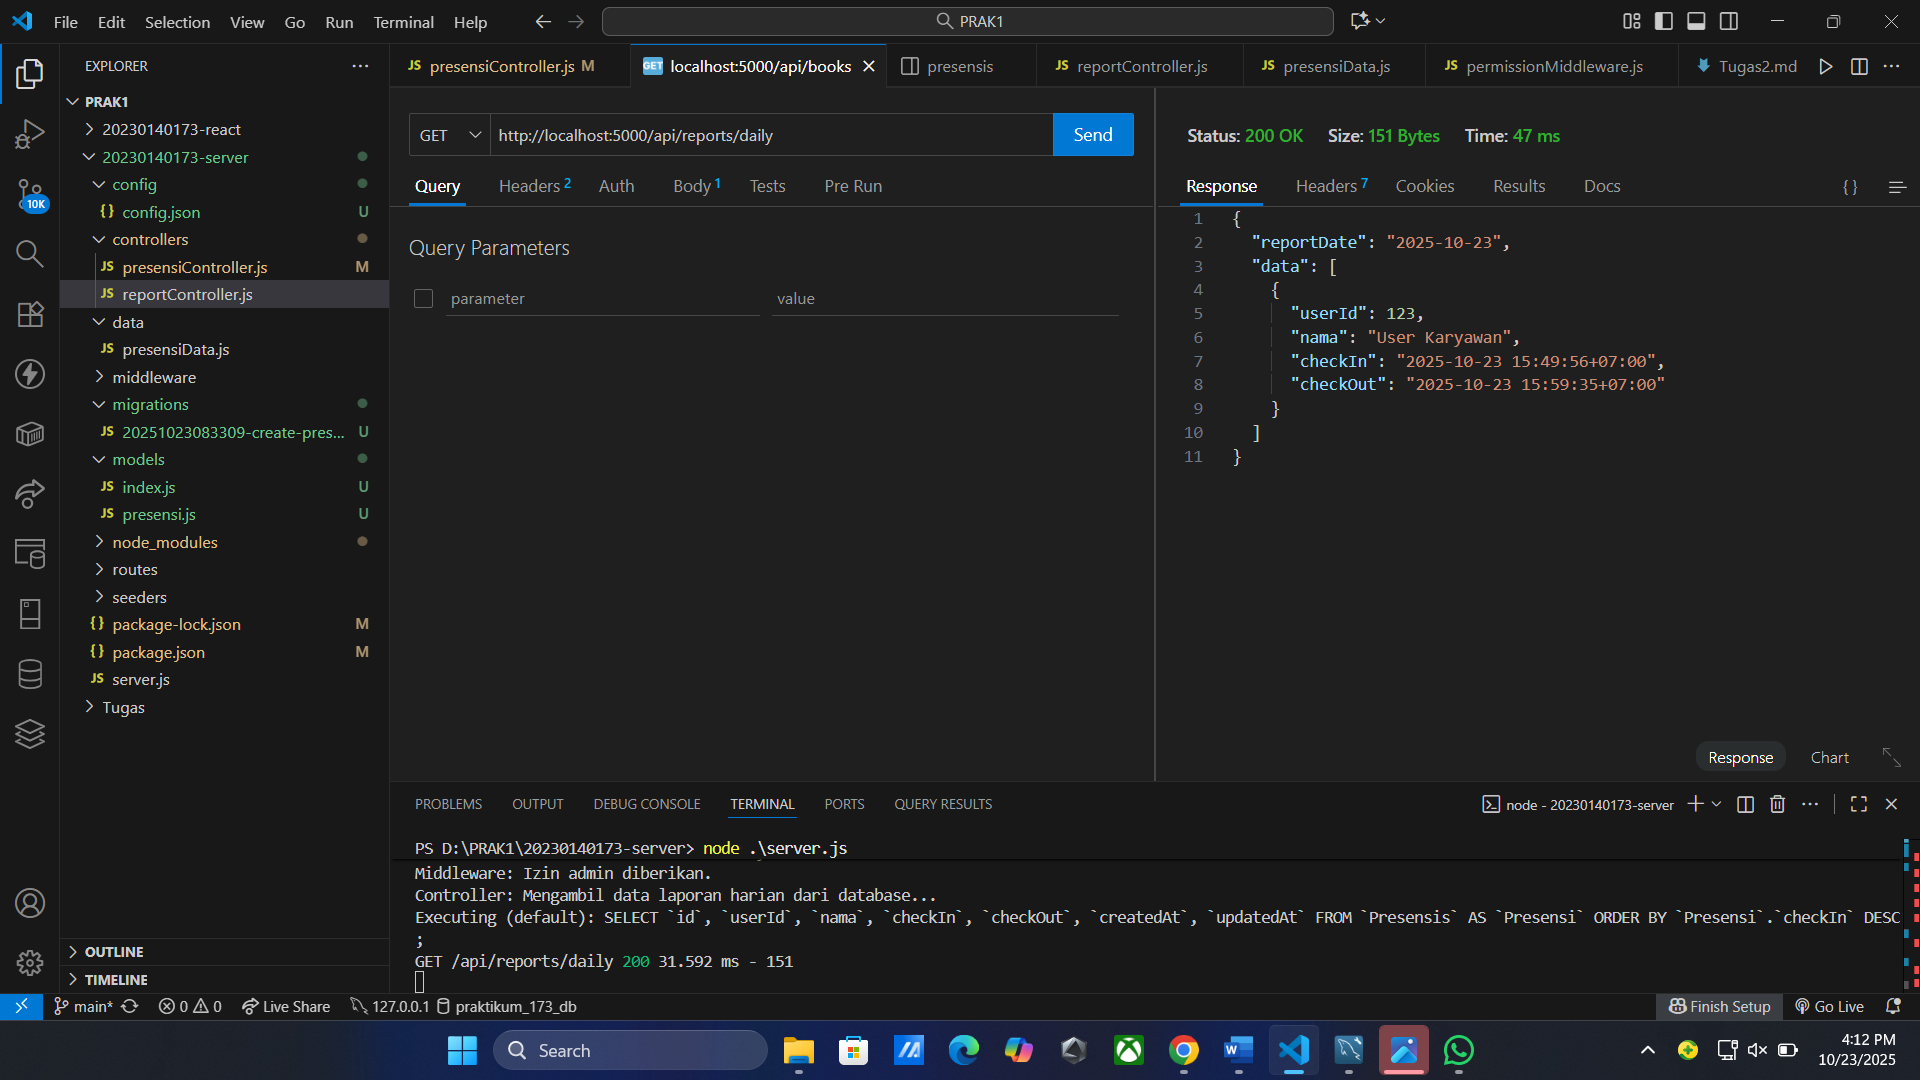 File Edit Selection View Go Run Terminal Help
PRAK1
EXPLORER
PRAK1
20230140173-react
20230140173-server
config
{} config.json U
controllers
JS presensiController.js M
JS reportController.js
data
JS presensiData.js
middleware
migrations
JS 20251023083309-create-pres... U
models
JS index.js U
JS presensi.js U
node_modules
routes
seeders
{} package-lock.json M
{} package.json M
JS server.js
Tugas
OUTLINE
TIMELINE
10K
JS presensiController.js M
GET localhost:5000/api/books
presensis
JS reportController.js
JS presensiData.js
JS permissionMiddleware.js
Tugas2.md
GET http://localhost:5000/api/reports/daily Send
Query Headers 2 Auth Body 1 Tests Pre Run
Query Parameters
parameter value
Status: 200 OK Size: 151 Bytes Time: 47 ms
Response Headers 7 Cookies Results Docs {}
1 {
2 "reportDate": "2025-10-23",
3 "data": [
4 {
5 "userId": 123,
6 "nama": "User Karyawan",
7 "checkIn": "2025-10-23 15:49:56+07:00",
8 "checkOut": "2025-10-23 15:59:35+07:00"
9 }
10 ]
11 }
Response Chart
PROBLEMS OUTPUT DEBUG CONSOLE TERMINAL PORTS QUERY RESULTS
node - 20230140173-server
PS D:\PRAK1\20230140173-server> node .\server.js
Middleware: Izin admin diberikan.
Controller: Mengambil data laporan harian dari database...
Executing (default): SELECT `id`, `userId`, `nama`, `checkIn`, `checkOut`, `createdAt`, `updatedAt` FROM `Presensis` AS `Presensi` ORDER BY `Presensi`.`checkIn` DESC
;
GET /api/reports/daily 200 31.592 ms - 151
main* 0 0 Live Share 127.0.0.1 praktikum_173_db
Finish Setup Go Live
Search
4:12 PM
10/23/2025